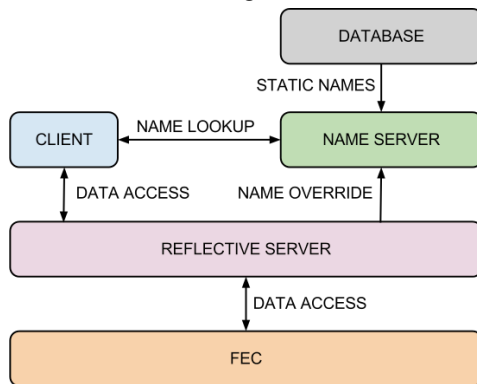 DATABASE
STATIC NAMES
CLIENT
NAME LOOKUP
NAME SERVER
DATA ACCESS
NAME OVERRIDE
REFLECTIVE SERVER
DATA ACCESS
FEC